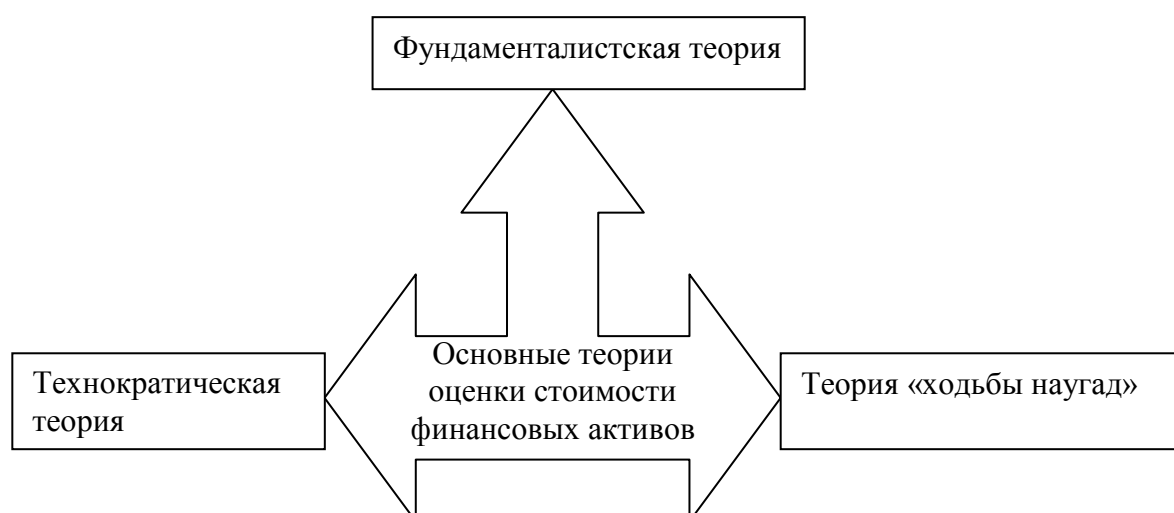 Фундаменталистская теория
Основные теории
оценки стоимости
финансовых активов
Технократическая
теория
Теория «ходьбы наугад»